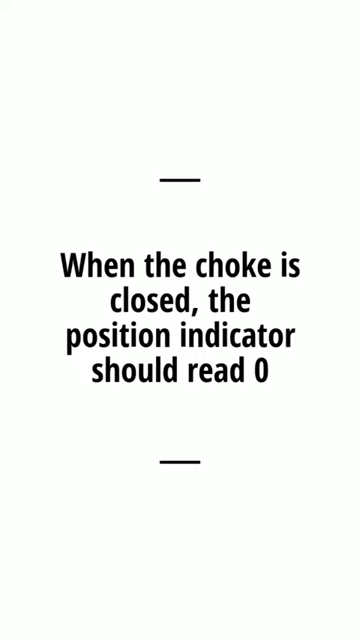 When the choke is
closed, the
position indicator
should read 0